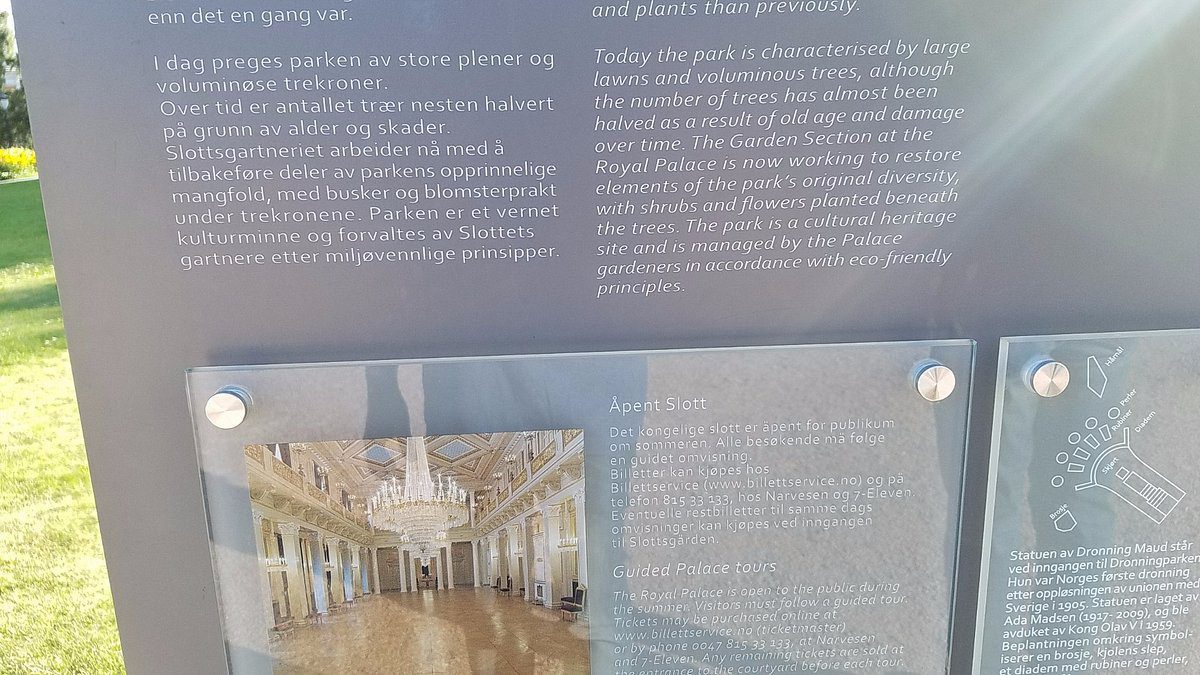 enn det en gang var.
I dag preges parken av store plener og
voluminøse trekroner.
Over tid er antallet trær nesten halvert
på grunn av alder og skader.
Slottsgartneriet arbeider nå med å
tilbakeføre deler av parkens opprinnelige
mangfold, med busker og blomsterprakt
under trekronene. Parken er et vernet
kulturminne og forvaltes av Slottets
gartnere etter miljøvennlige prinsipper.
and plants than previously.
Today the park is characterised by large
lawns and voluminous trees, although
the number of trees has almost been
halved as a result of old age and damage
over time. The Garden Section at the
Royal Palace is now working to restore
elements of the park's original diversity,
with shrubs and flowers planted beneath
the trees. The park is a cultural heritage
site and is managed by the Palace
gardeners in accordance with eco-friendly
principles.
Åpent Slott
Det kongelige slott er åpent for publikum
om sommeren. Alle besøkende må følge
en guidet omvisning.
Billetter kan kjøpes hos
Billettservice (www.billettservice.no) og på
telefon 815 33 133, hos Narvesen og 7-Eleven.
Eventuelle restbilletter til samme dags
omvisninger kan kjøpes ved inngangen
til Slottsgården.
Guided Palace tours
The Royal Palace is open to the public during
the summer. Visitors must follow a guided tour.
Tickets may be purchased online at
www.billettservice.no (ticketmaster)
or by phone 0047 815 33 133, at Narvesen
and 7-Eleven. Any remaining tickets are sold at
the entrance to the courtyard before each tour.
Hårnål
Perler
Rubiner
Diadem
Skjørt
Brosje
Statuen av Dronning Maud står
ved inngangen til Dronningparken.
Hun var Norges første dronning
etter oppløsningen av unionen med
Sverige i 1905. Statuen er laget av
Ada Madsen (1917- 2009), og ble
avduket av Kong Olav V i 1959.
Beplantningen omkring symbol-
iserer en brosje, kjolens slep,
et diadem med rubiner og perler,